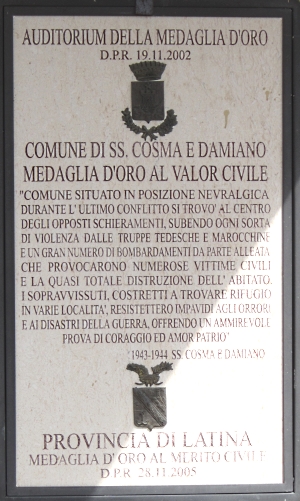 AUDITORIUM DELLA MEDAGLIA D'ORO
D.P.R. 19.11.2002
COMUNE DI SS. COSMA E DAMIANO
MEDAGLIA D'ORO AL VALOR CIVILE
"COMUNE SITUATO IN POSIZIONE NEVRALGICA
DURANTE L'ULTIMO CONFLITTO SI TROVO' AL CENTRO
DEGLI OPPOSTI SCHIERAMENTI, SUBENDO OGNI SORTA
DI VIOLENZA DALLE TRUPPE TEDESCHE E MAROCCHINE
E UN GRAN NUMERO DI BOMBARDAMENTI DA PARTE ALLEATA
CHE PROVOCARONO NUMEROSE VITTIME CIVILI
E LA QUASI TOTALE DISTRUZIONE DELL'ABITATO.
I SOPRAVVISSUTI, COSTRETTI A TROVARE RIFUGIO
IN VARIE LOCALITA', RESISTETTERO IMPAVIDI AGLI ORRORI
E AI DISASTRI DELLA GUERRA, OFFRENDO UN AMMIREVOLE
PROVA DI CORAGGIO ED AMOR PATRIO"
1943-1944 SS. COSMA E DAMIANO
PROVINCIA DI LATINA
MEDAGLIA D'ORO AL MERITO CIVILE
D.P.R. 28.11.2005